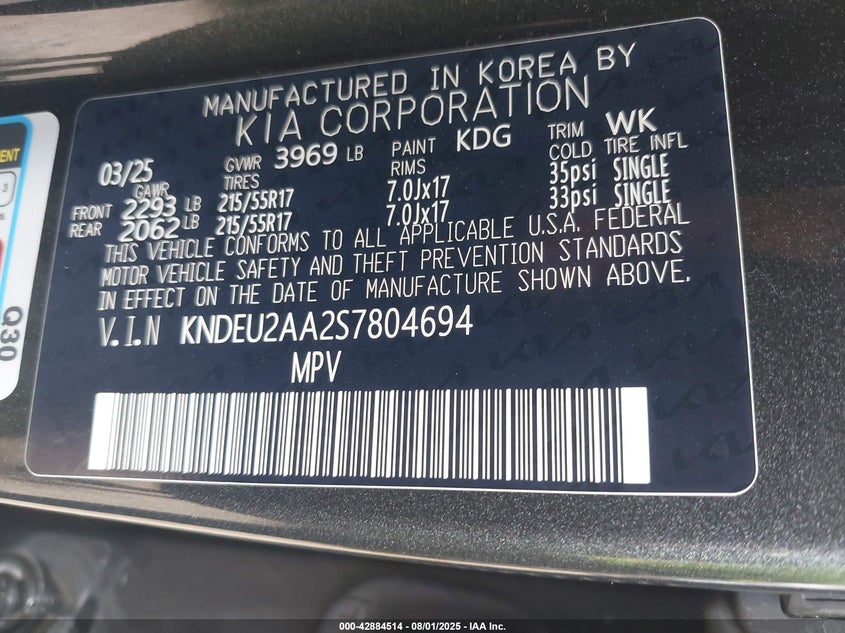 MANUFACTURED IN KOREA BY
KIA CORPORATION
03/25 GVWR 3969 LB PAINT KDG TRIM WK
GAWR TIRES RIMS COLD TIRE INFL
FRONT 2293 LB 215/55R17 7.0Jx17 35psi SINGLE
REAR 2062 LB 215/55R17 7.0Jx17 33psi SINGLE
THIS VEHICLE CONFORMS TO ALL APPLICABLE U.S.A. FEDERAL
MOTOR VEHICLE SAFETY AND THEFT PREVENTION STANDARDS
IN EFFECT ON THE DATE OF MANUFACTURE SHOWN ABOVE.
V.I.N KNDEU2AA2S7804694
MPV
Q30
000-42884514 | 08/01/2025 - IAA Inc.